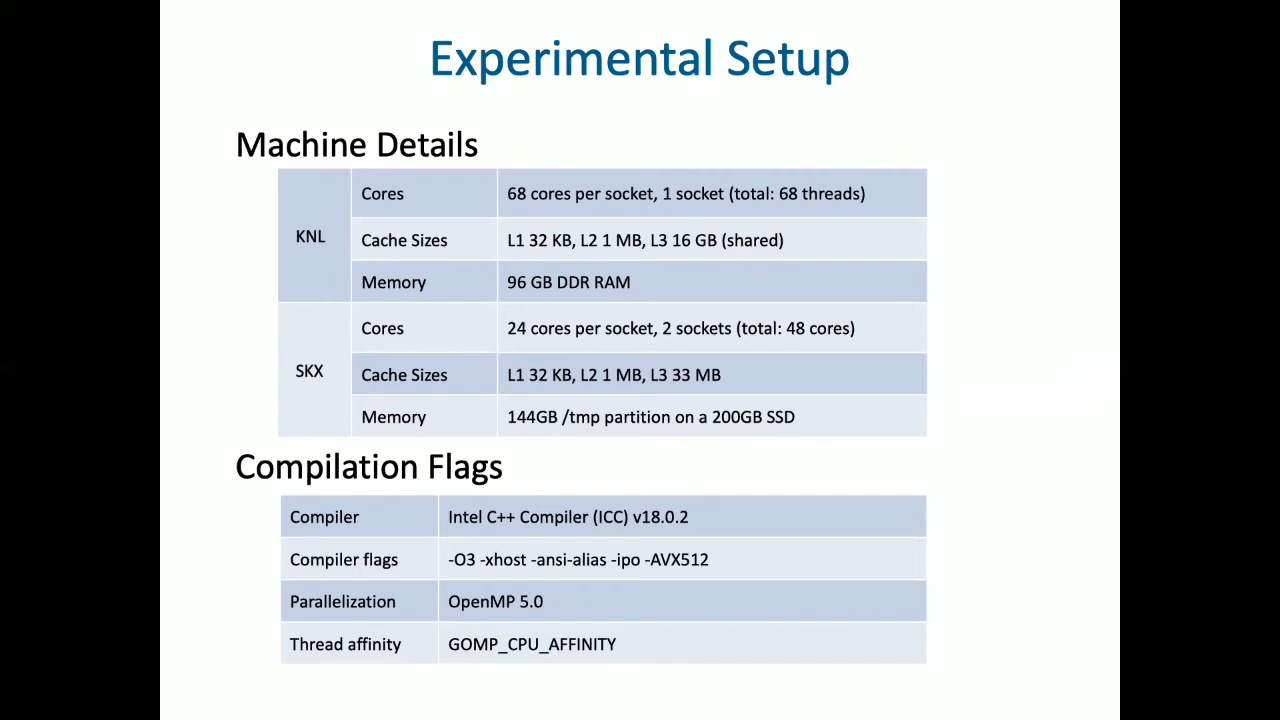 Experimental Setup
Machine Details
KNL
Cores 68 cores per socket, 1 socket (total: 68 threads)
Cache Sizes L1 32 KB, L2 1 MB, L3 16 GB (shared)
Memory 96 GB DDR RAM
SKX
Cores 24 cores per socket, 2 sockets (total: 48 cores)
Cache Sizes L1 32 KB, L2 1 MB, L3 33 MB
Memory 144GB /tmp partition on a 200GB SSD
Compilation Flags
Compiler Intel C++ Compiler (ICC) v18.0.2
Compiler flags -O3 -xhost -ansi-alias -ipo -AVX512
Parallelization OpenMP 5.0
Thread affinity GOMP_CPU_AFFINITY